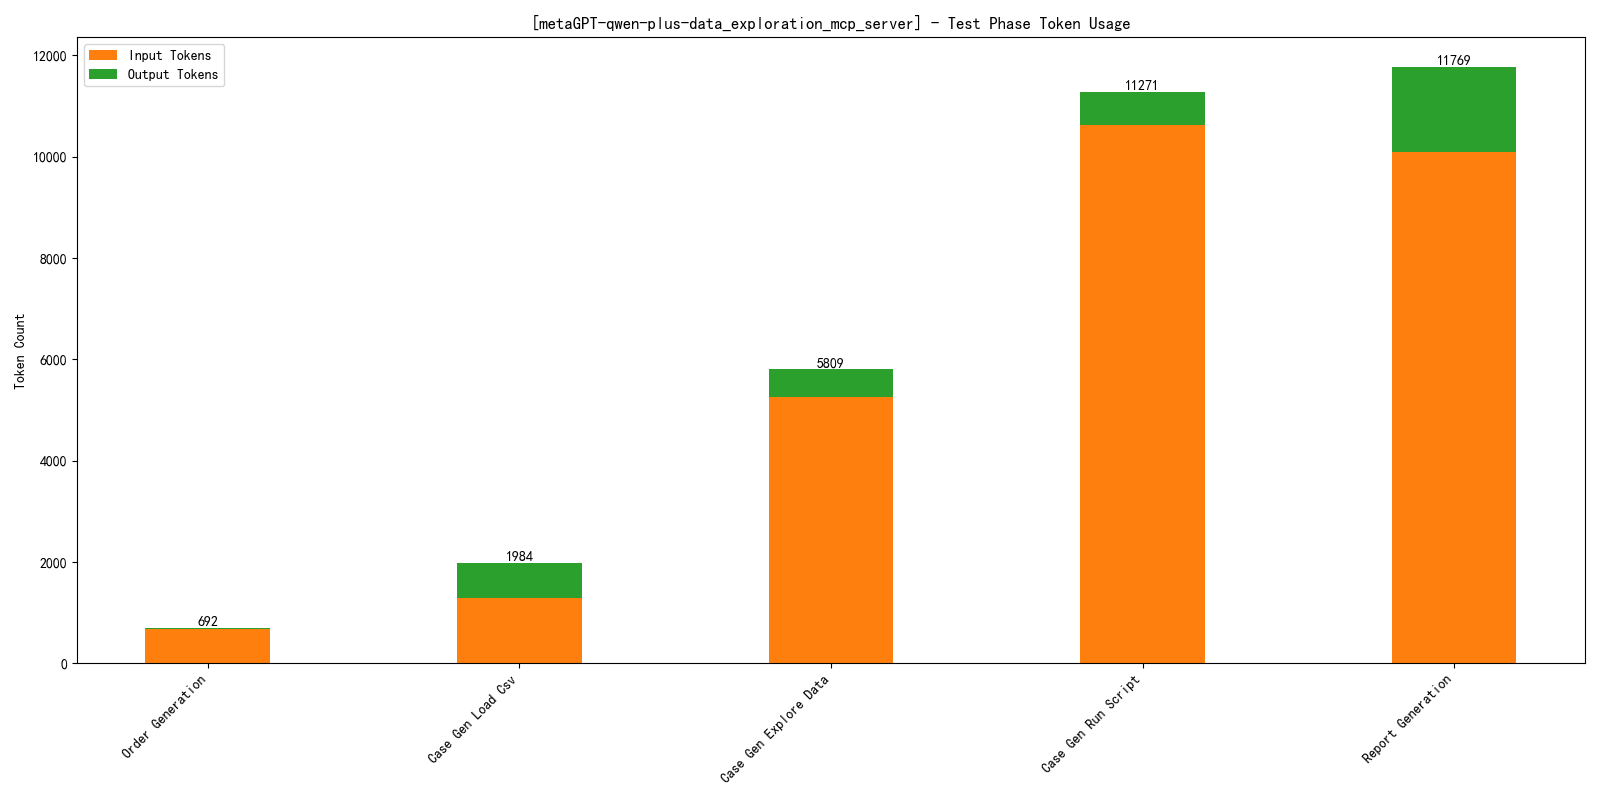 [metaGPT-qwen-plus-data_exploration_mcp_server] - Test Phase Token Usage
Input Tokens
Output Tokens
Token Count
12000
10000
8000
6000
4000
2000
0
692
1984
5809
11271
11769
Order Generation
Case Gen Load Csv
Case Gen Explore Data
Case Gen Run Script
Report Generation